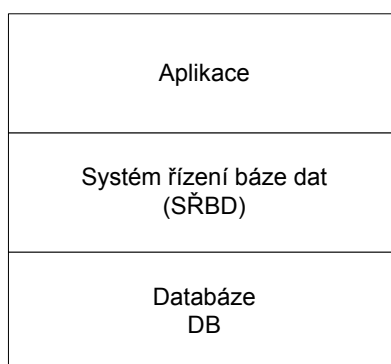 Aplikace
Systém řízení báze dat
(SŘBD)
Databáze
DB